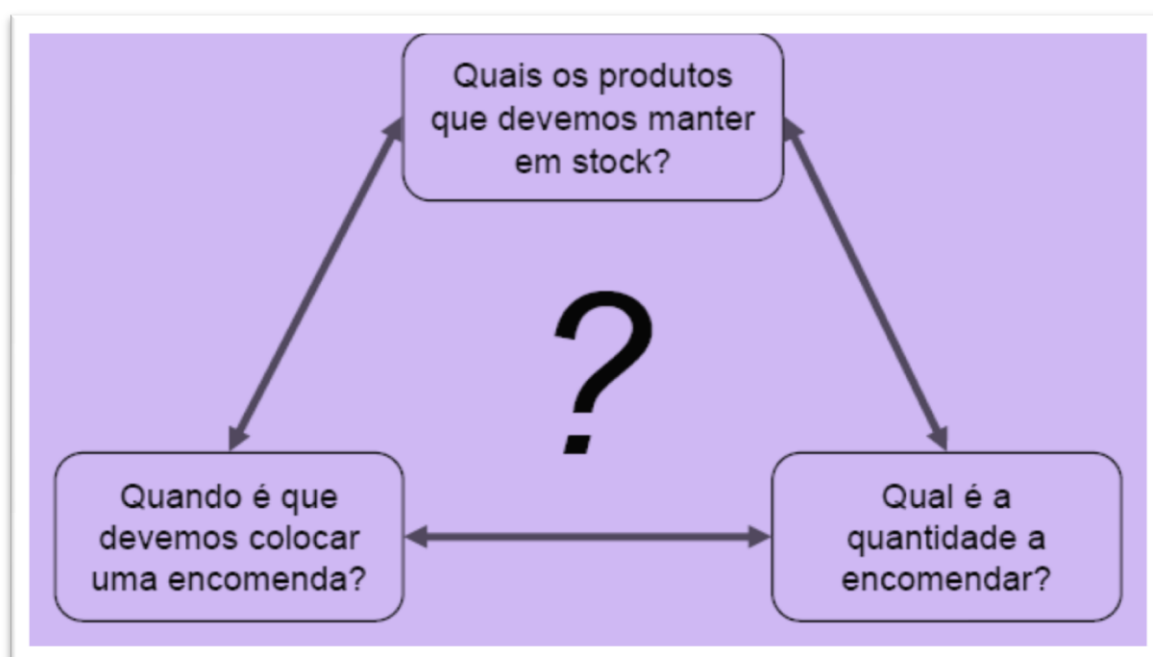 Quais os produtos
que devemos manter
em stock?
?
Quando é que
devemos colocar
uma encomenda?
Qual é a
quantidade a
encomendar?